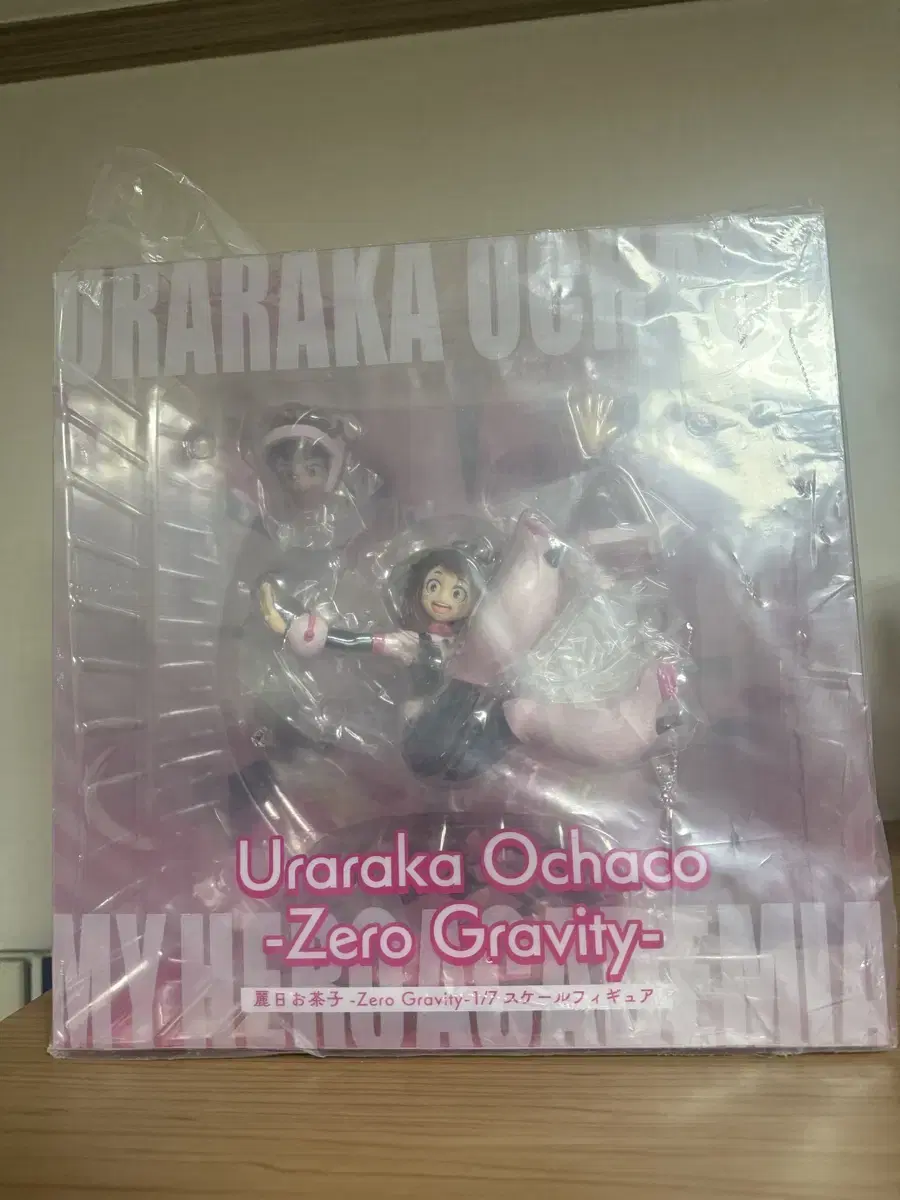 URARAKA OCHACO
Uraraka Ochaco
-Zero Gravity-
MY HERO ACADEMIA
麗日お茶子 -Zero Gravity-1/7 スケールフィギュア